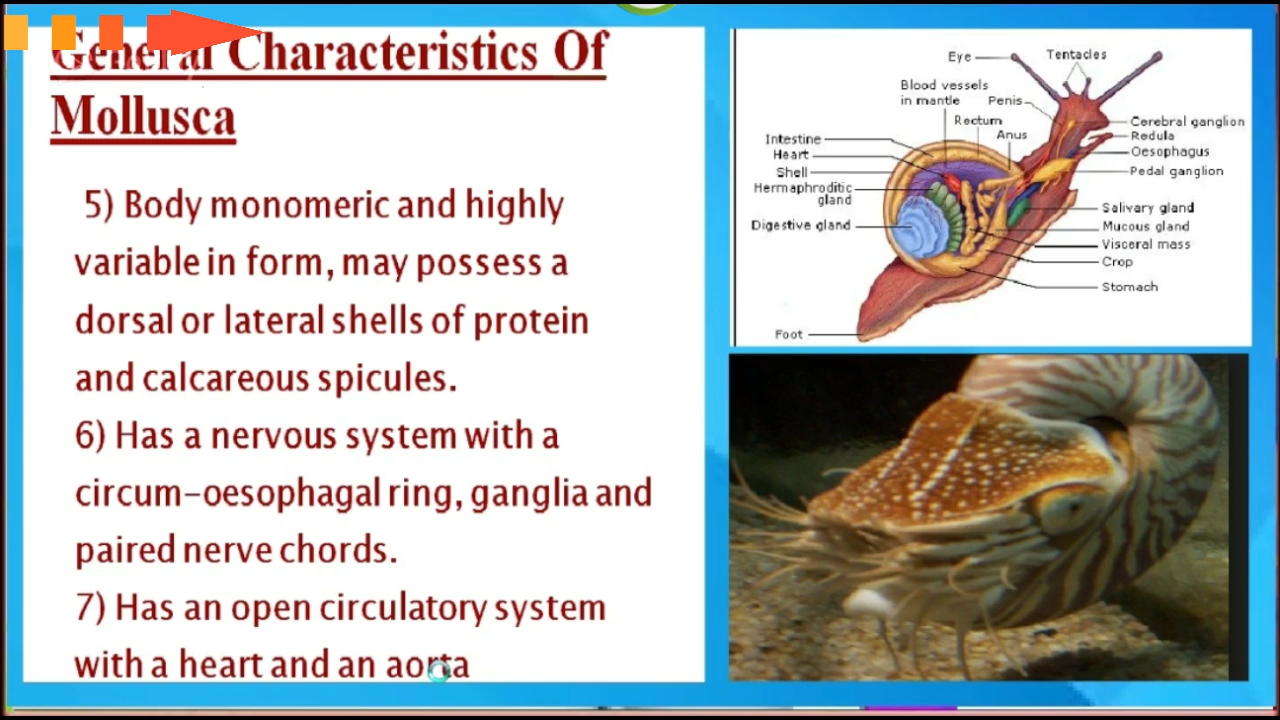 General Characteristics Of
Mollusca
5) Body monomeric and highly
variable in form, may possess a
dorsal or lateral shells of protein
and calcareous spicules.
6) Has a nervous system with a
circum-oesophagal ring, ganglia and
paired nerve chords.
7) Has an open circulatory system
with a heart and an aorta
Eye
Tentacles
Blood vessels
in mantle
Penis
Rectum
Anus
Intestine
Heart
Shell
Hermaphroditic
gland
Digestive gland
Foot
Cerebral ganglion
Redula
Oesophagus
Pedal ganglion
Salivary gland
Mucous gland
Visceral mass
Crop
Stomach